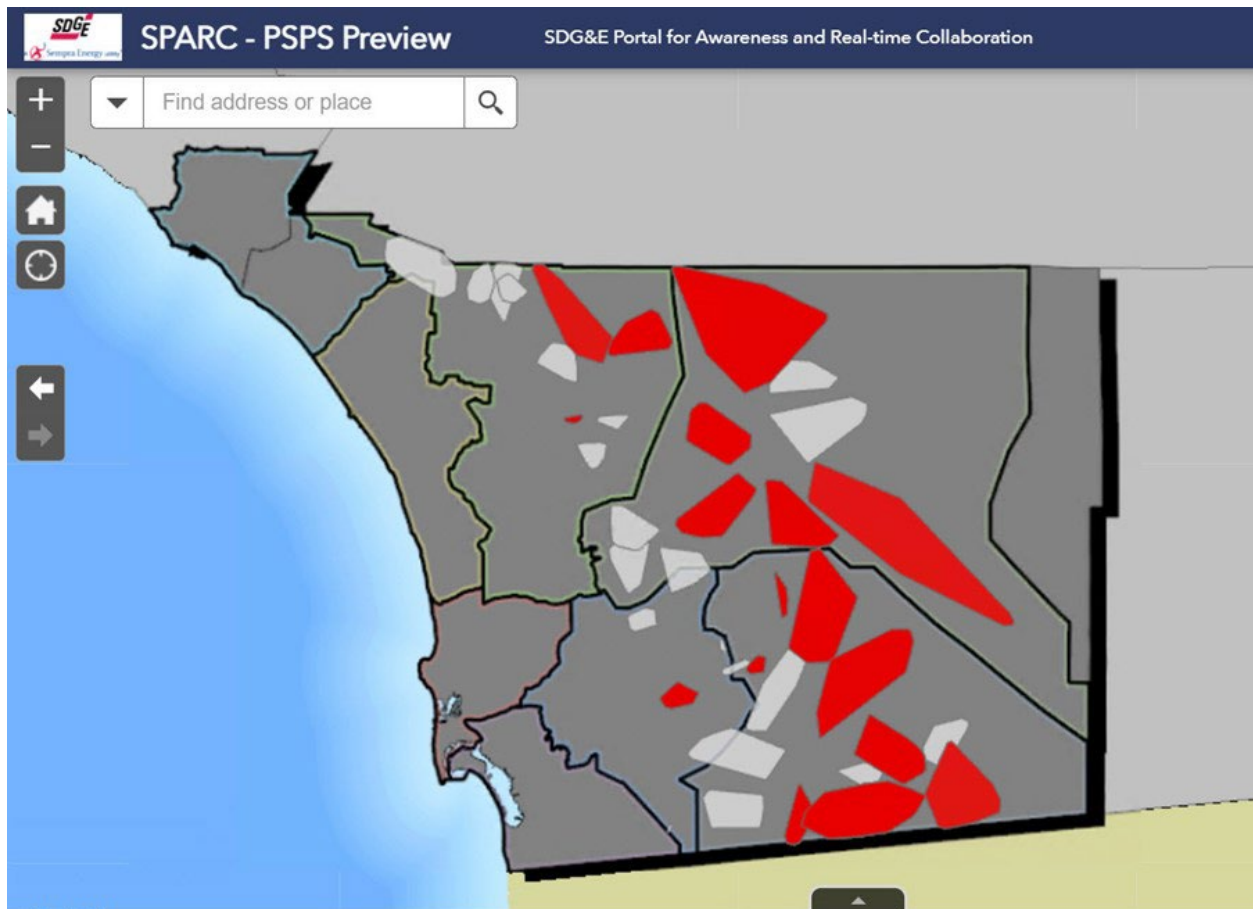 SDGE
A Sempra Energy utility
SPARC - PSPS Preview
SDG&E Portal for Awareness and Real-time Collaboration
Find address or place